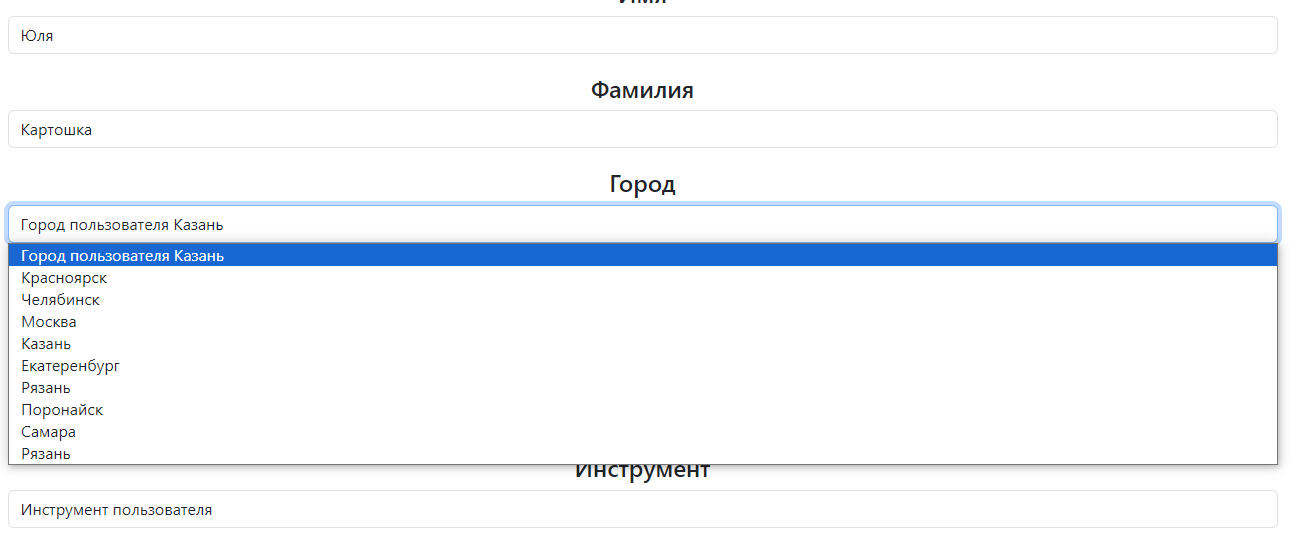 Имя
Юля
Фамилия
Картошка
Город
Город пользователя Казань
Город пользователя Казань
Красноярск
Челябинск
Москва
Казань
Екатеренбург
Рязань
Поронайск
Самара
Рязань
Инструмент
Инструмент пользователя